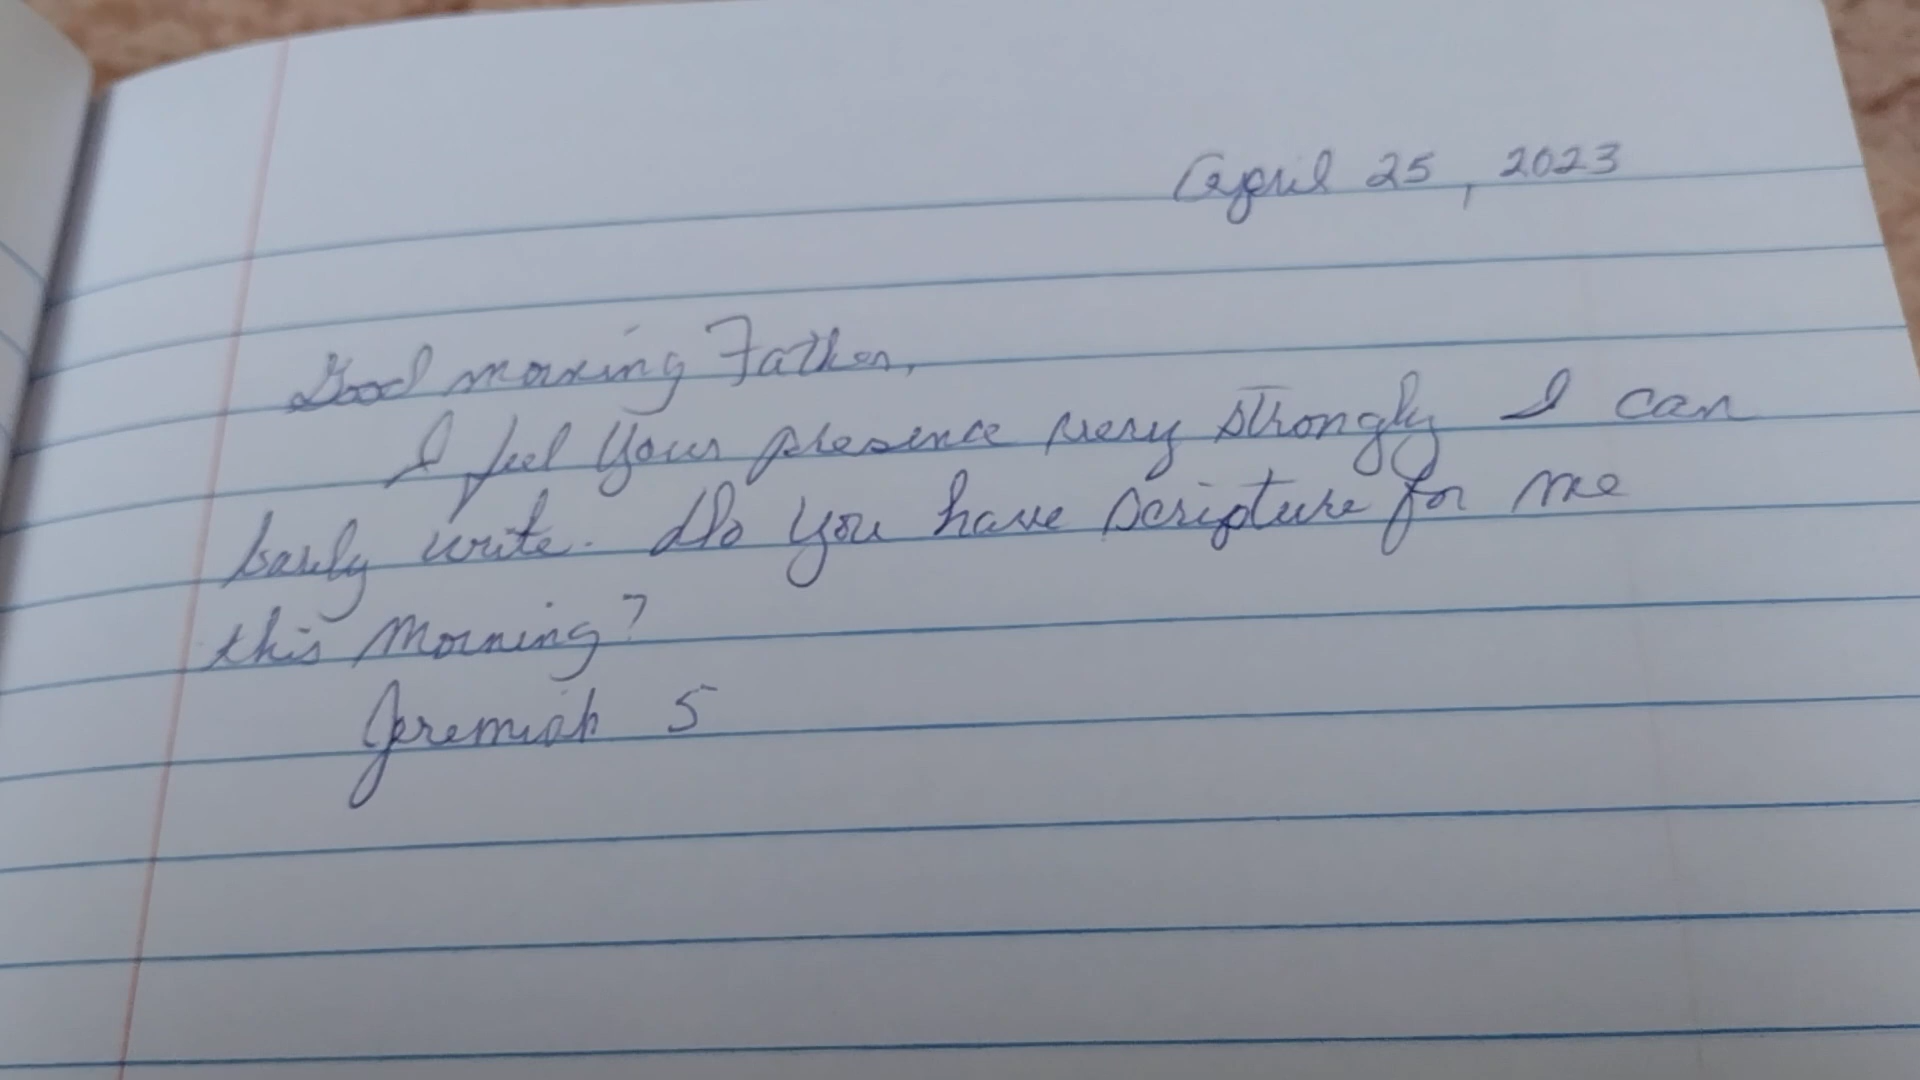 April 25, 2023
Good morning Father,
I feel Your presence very strongly I can
barely write. Do You have scripture for me
this morning?
Jeremiah 5